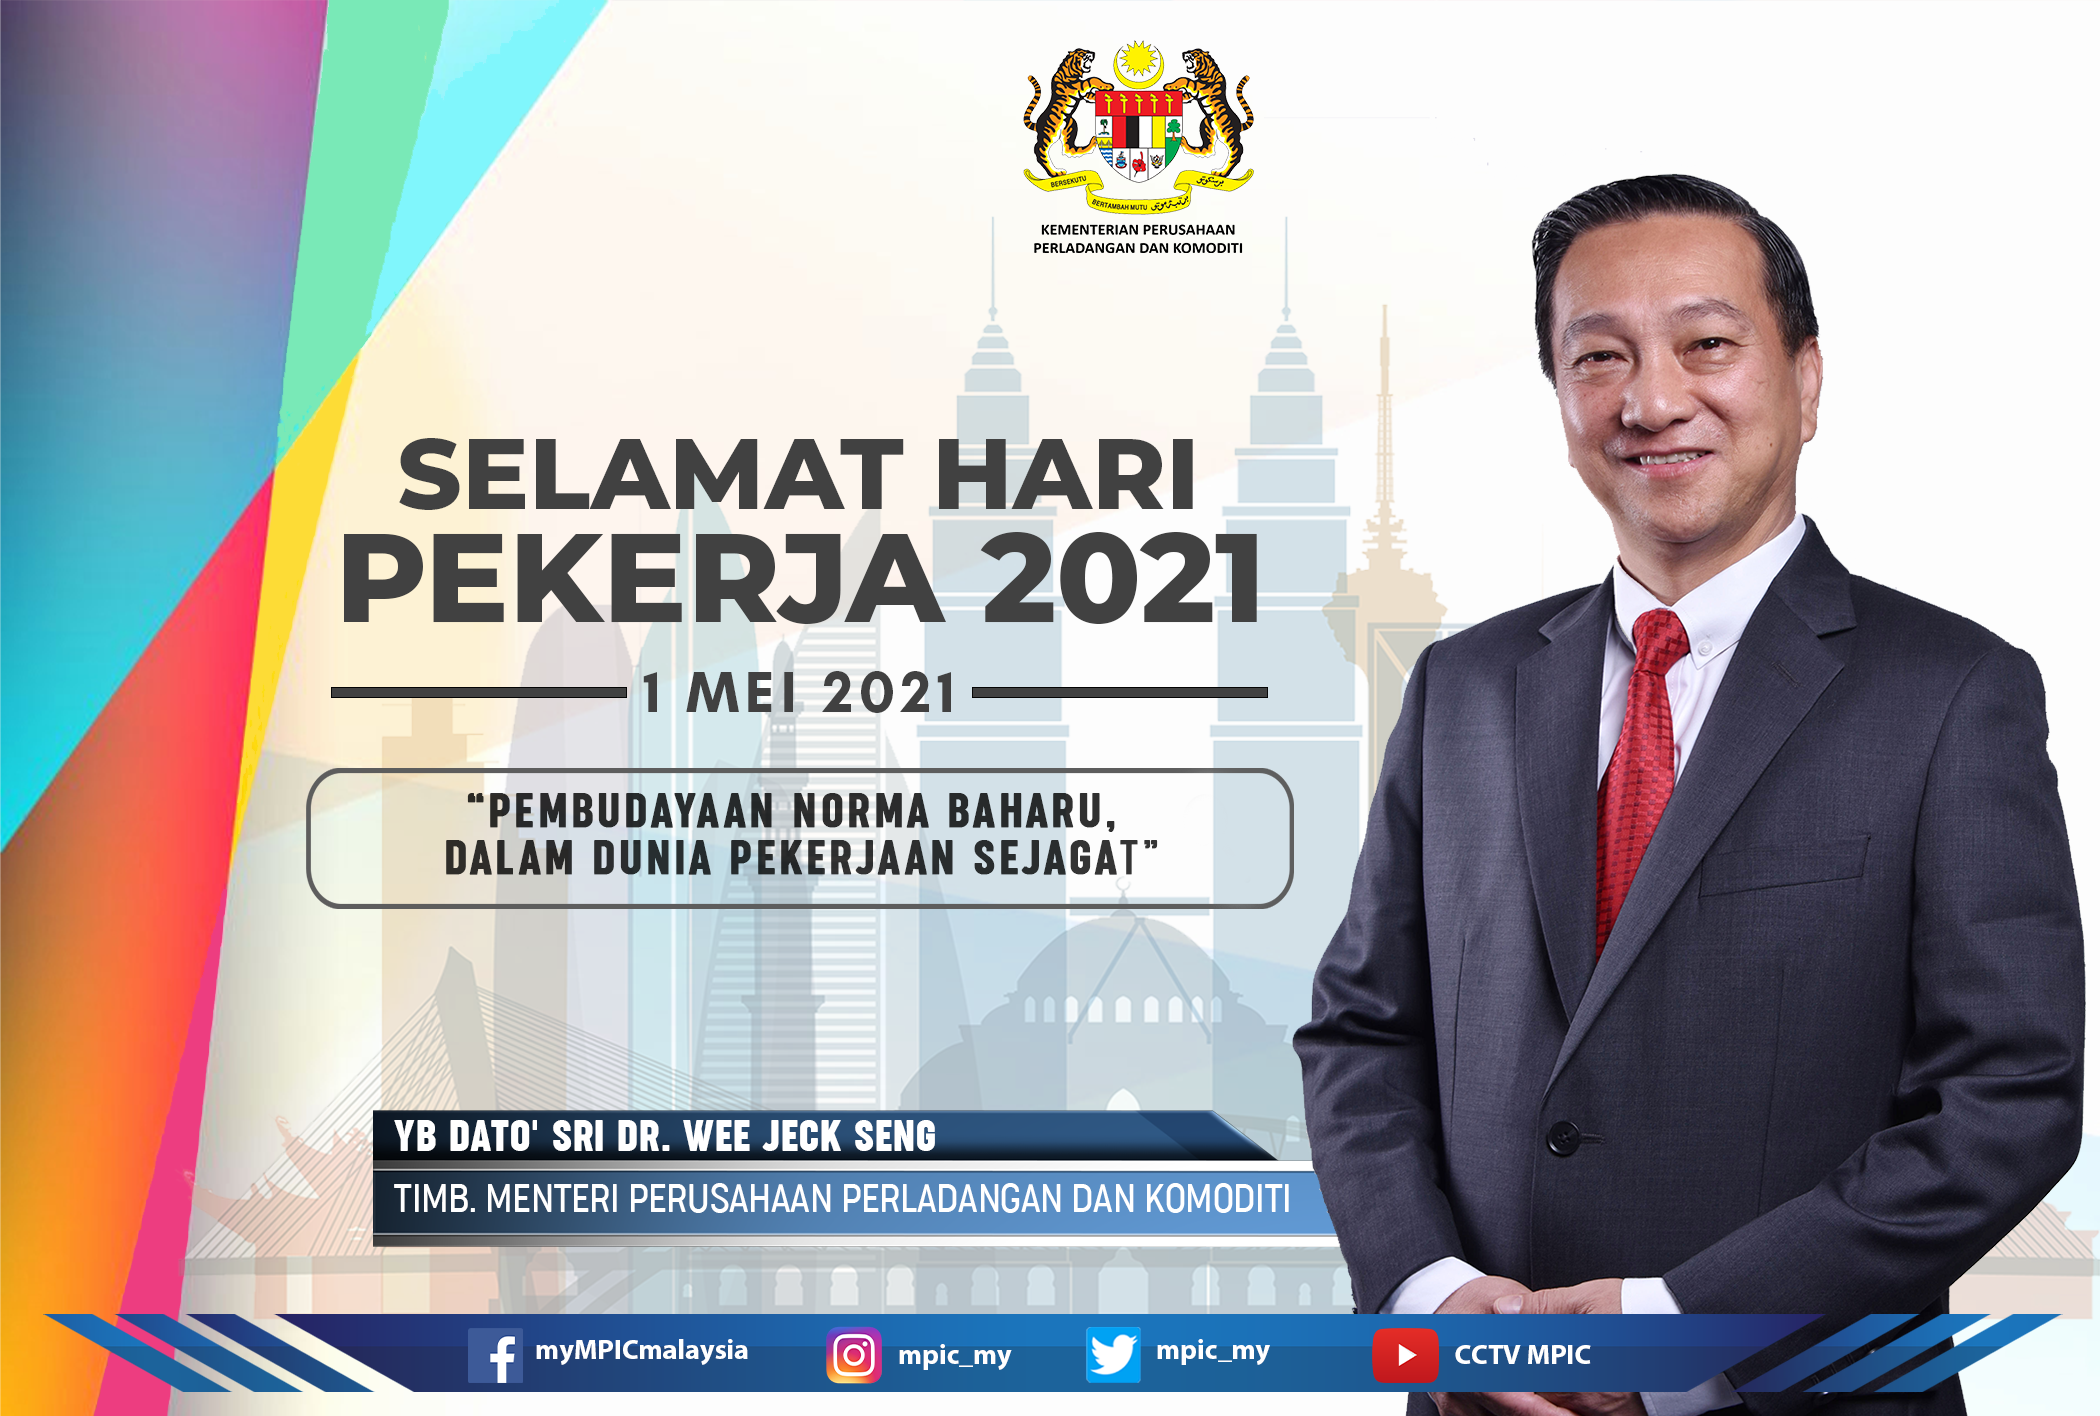 BERSEKUTU
BERTAMBAH MUTU
KEMENTERIAN PERUSAHAAN
PERLADANGAN DAN KOMODITI
SELAMAT HARI
PEKERJA 2021
1 MEI 2021
“PEMBUDAYAAN NORMA BAHARU,
DALAM DUNIA PEKERJAAN SEJAGAT”
YB DATO' SRI DR. WEE JECK SENG
TIMB. MENTERI PERUSAHAAN PERLADANGAN DAN KOMODITI
myMPICmalaysia
mpic_my
mpic_my
CCTV MPIC